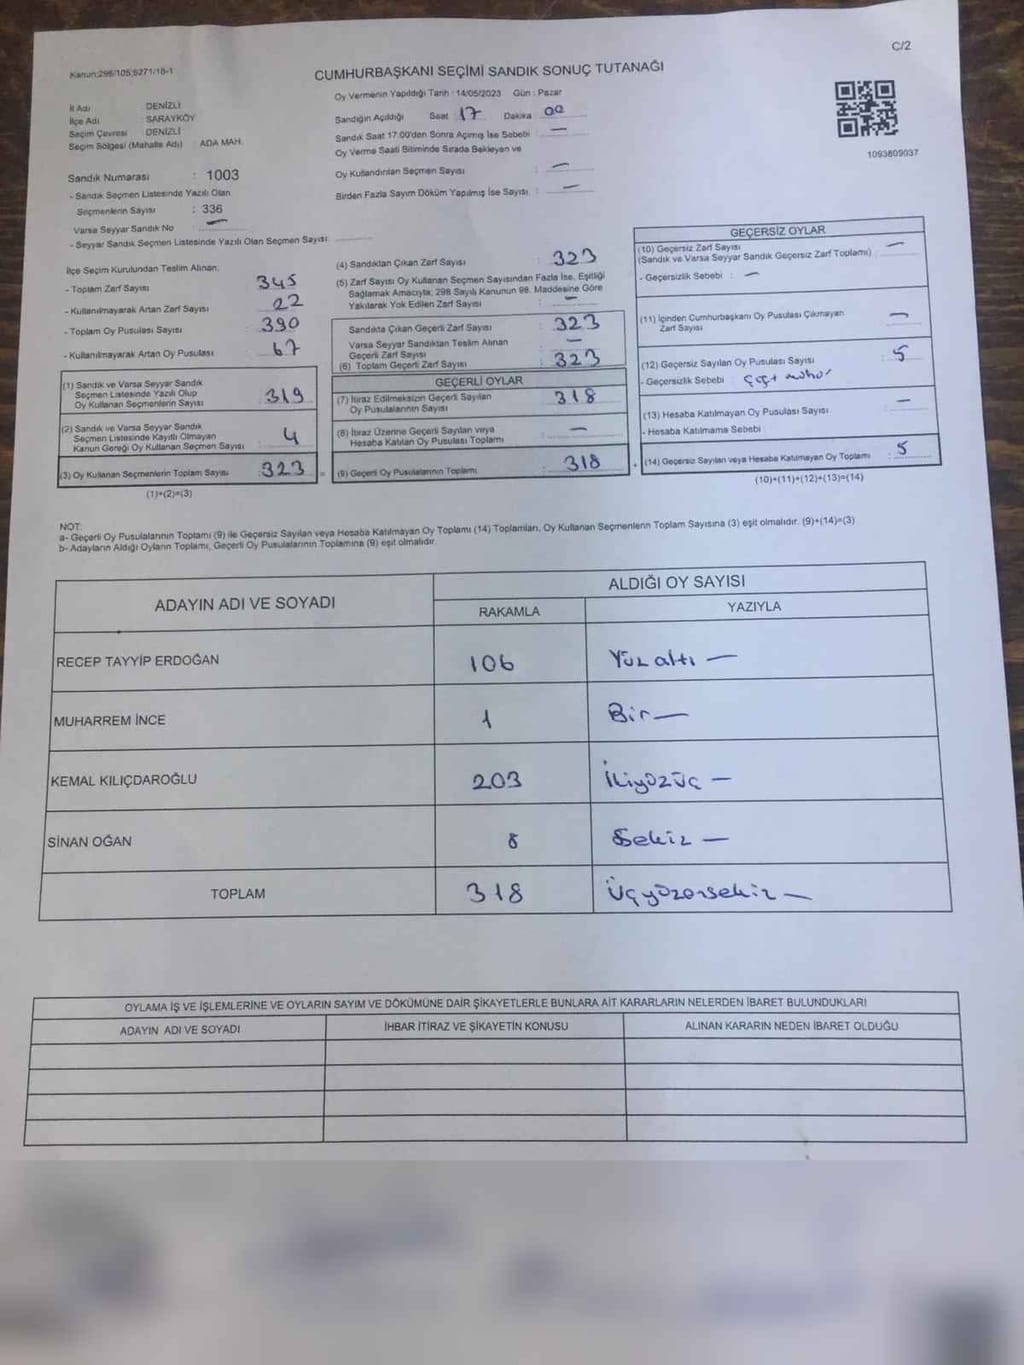 C/2
Kanun:298/105;6271/18-1
CUMHURBAŞKANI SEÇİMİ SANDIK SONUÇ TUTANAĞI
Oy Vermenin Yapıldığı Tarih : 14/05/2023 Gün : Pazar
İl Adı DENİZLİ
İlçe Adı SARAYKÖY
Seçim Çevresi DENİZLİ
Seçim Bölgesi (Mahalle Adı) ADA MAH.
Sandığın Açıldığı Saat 17 Dakika 00
Sandık Saat 17.00'den Sonra Açılmış İse Sebebi : —
Oy Verme Saati Bitiminde Sırada Bekleyen ve
Oy Kullandırılan Seçmen Sayısı : —
Birden Fazla Sayım Döküm Yapılmış İse Sayısı : —
1093809037
Sandık Numarası : 1003
- Sandık Seçmen Listesinde Yazılı Olan
Seçmenlerin Sayısı : 336
Varsa Seyyar Sandık No —
- Seyyar Sandık Seçmen Listesinde Yazılı Olan Seçmen Sayısı:
İlçe Seçim Kurulundan Teslim Alınan:
- Toplam Zarf Sayısı 345
- Kullanılmayarak Artan Zarf Sayısı 22
- Toplam Oy Pusulası Sayısı 390
- Kullanılmayarak Artan Oy Pusulası 67
(1) Sandık ve Varsa Seyyar Sandık
Seçmen Listesinde Yazılı Olup
Oy Kullanan Seçmenlerin Sayısı 319
(2) Sandık ve Varsa Seyyar Sandık
Seçmen Listesinde Kayıtlı Olmayan
Kanun Gereği Oy Kullanan Seçmen Sayısı 4
(3) Oy Kullanan Seçmenlerin Toplam Sayısı 323 =
(1)+(2)=(3)
(4) Sandıktan Çıkan Zarf Sayısı : 323
(5) Zarf Sayısı Oy Kullanan Seçmen Sayısından Fazla İse, Eşitliği
Sağlamak Amacıyla; 298 Sayılı Kanunun 98. Maddesine Göre
Yakılarak Yok Edilen Zarf Sayısı : —
Sandıkta Çıkan Geçerli Zarf Sayısı : 323
Varsa Seyyar Sandıktan Teslim Alınan
Geçerli Zarf Sayısı —
(6) Toplam Geçerli Zarf Sayısı : 323
GEÇERLİ OYLAR
(7) İtiraz Edilmeksizin Geçerli Sayılan
Oy Pusulalarının Sayısı : 318
(8) İtiraz Üzerine Geçerli Sayılan veya
Hesaba Katılan Oy Pusulası Toplamı —
(9) Geçerli Oy Pusulalarının Toplamı : 318 +
GEÇERSİZ OYLAR
(10) Geçersiz Zarf Sayısı
(Sandık ve Varsa Seyyar Sandık Geçersiz Zarf Toplamı) : —
- Geçersizlik Sebebi : —
(11) İçinden Cumhurbaşkanı Oy Pusulası Çıkmayan
Zarf Sayısı —
(12) Geçersiz Sayılan Oy Pusulası Sayısı : 5
- Geçersizlik Sebebi :
(13) Hesaba Katılmayan Oy Pusulası Sayısı —
- Hesaba Katılmama Sebebi :
(14) Geçersiz Sayılan veya Hesaba Katılmayan Oy Toplamı : 5
(10)+(11)+(12)+(13)=(14)
NOT:
a- Geçerli Oy Pusulalarının Toplamı (9) ile Geçersiz Sayılan veya Hesaba Katılmayan Oy Toplamı (14) Toplamları, Oy Kullanan Seçmenlerin Toplam Sayısına (3) eşit olmalıdır. (9)+(14)=(3)
b- Adayların Aldığı Oyların Toplamı, Geçerli Oy Pusulalarının Toplamına (9) eşit olmalıdır.
ADAYIN ADI VE SOYADI ALDIĞI OY SAYISI
RAKAMLA YAZIYLA
RECEP TAYYİP ERDOĞAN 106 Yüz altı —
MUHARREM İNCE 1 Bir —
KEMAL KILIÇDAROĞLU 203 İkiyüzüç —
SİNAN OĞAN 8 Sekiz —
TOPLAM 318 Üçyüzonsekiz —
OYLAMA İŞ VE İŞLEMLERİNE VE OYLARIN SAYIM VE DÖKÜMÜNE DAİR ŞİKAYETLERLE BUNLARA AİT KARARLARIN NELERDEN İBARET BULUNDUKLARI
ADAYIN ADI VE SOYADI İHBAR İTİRAZ VE ŞİKAYETİN KONUSU ALINAN KARARIN NEDEN İBARET OLDUĞU